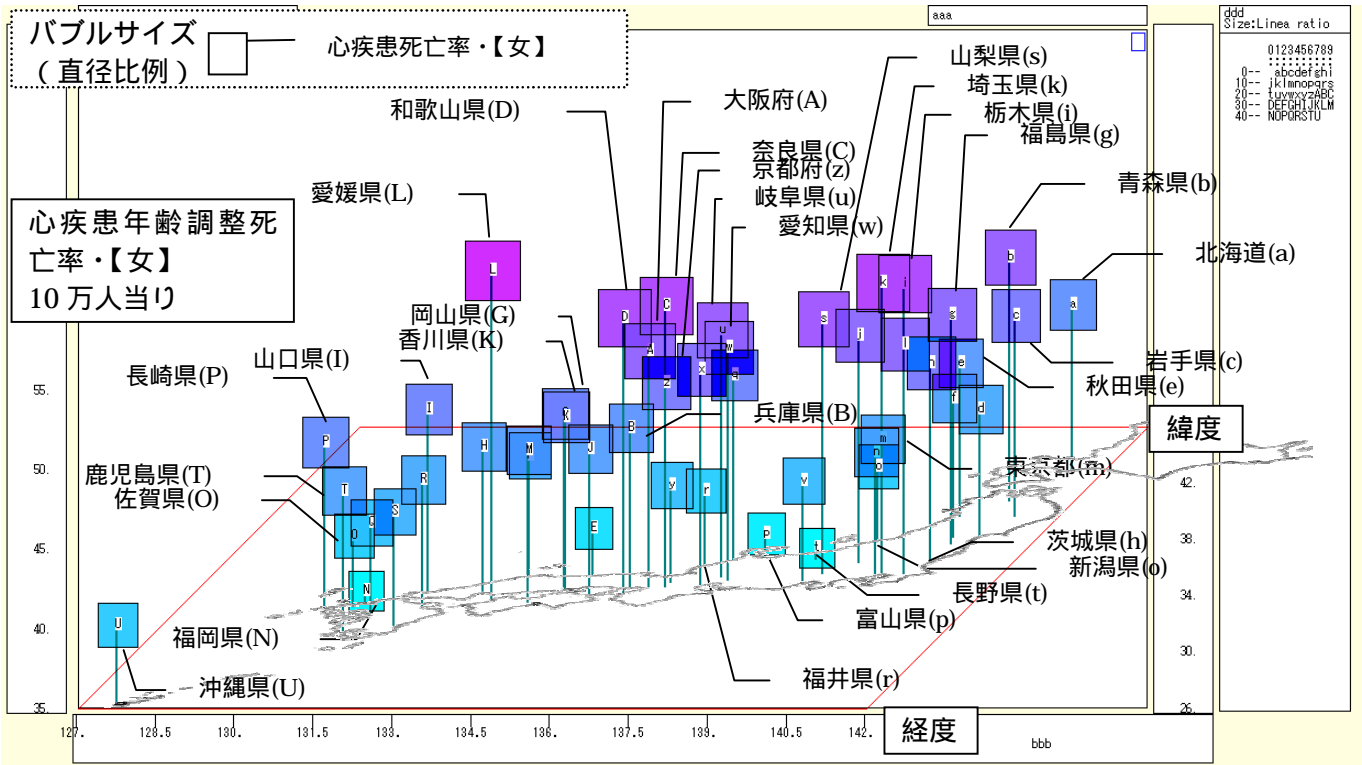 バブルサイズ
（直径比例）
心疾患死亡率・【女】
aaa
ddd
Size:Linea ratio
0123456789
0-- abcdefghi
10-- jklmnopqrs
20-- tuvwxyzABC
30-- DEFGHIJKLM
40-- NOPQRSTU
心疾患年齢調整死
亡率・【女】
10 万人当り
山梨県(s)
埼玉県(k)
栃木県(i)
福島県(g)
和歌山県(D)
大阪府(A)
奈良県(C)
京都府(z)
岐阜県(u)
愛知県(w)
愛媛県(L)
青森県(b)
北海道(a)
岡山県(G)
香川県(K)
山口県(I)
長崎県(P)
岩手県(c)
秋田県(e)
兵庫県(B)
緯度
東京都(m)
鹿児島県(T)
佐賀県(O)
茨城県(h)
新潟県(o)
長野県(t)
富山県(p)
福岡県(N)
福井県(r)
沖縄県(U)
55.
50.
45.
40.
35.
42.
38.
34.
30.
26.
127.
128.5
130.
131.5
133.
134.5
136.
137.5
139.
140.5
142.
経度
bbb
L
b
a
c
k
i
g
s
j
l
D
C
A
u
w
x
z
q
n
e
f
d
I
P
K
H
M
J
B
m
n
o
T
R
Q
S
O
y
r
v
E
p
t
N
U